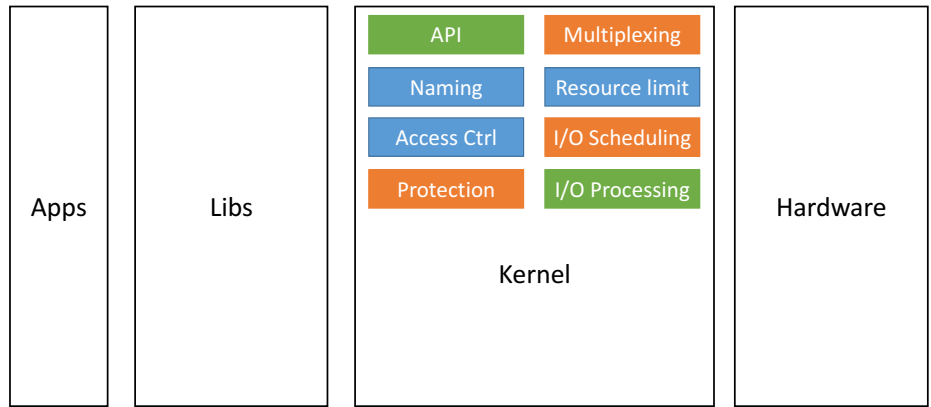 API
Multiplexing
Naming
Resource limit
Access Ctrl
I/O Scheduling
Protection
I/O Processing
Apps
Libs
Kernel
Hardware